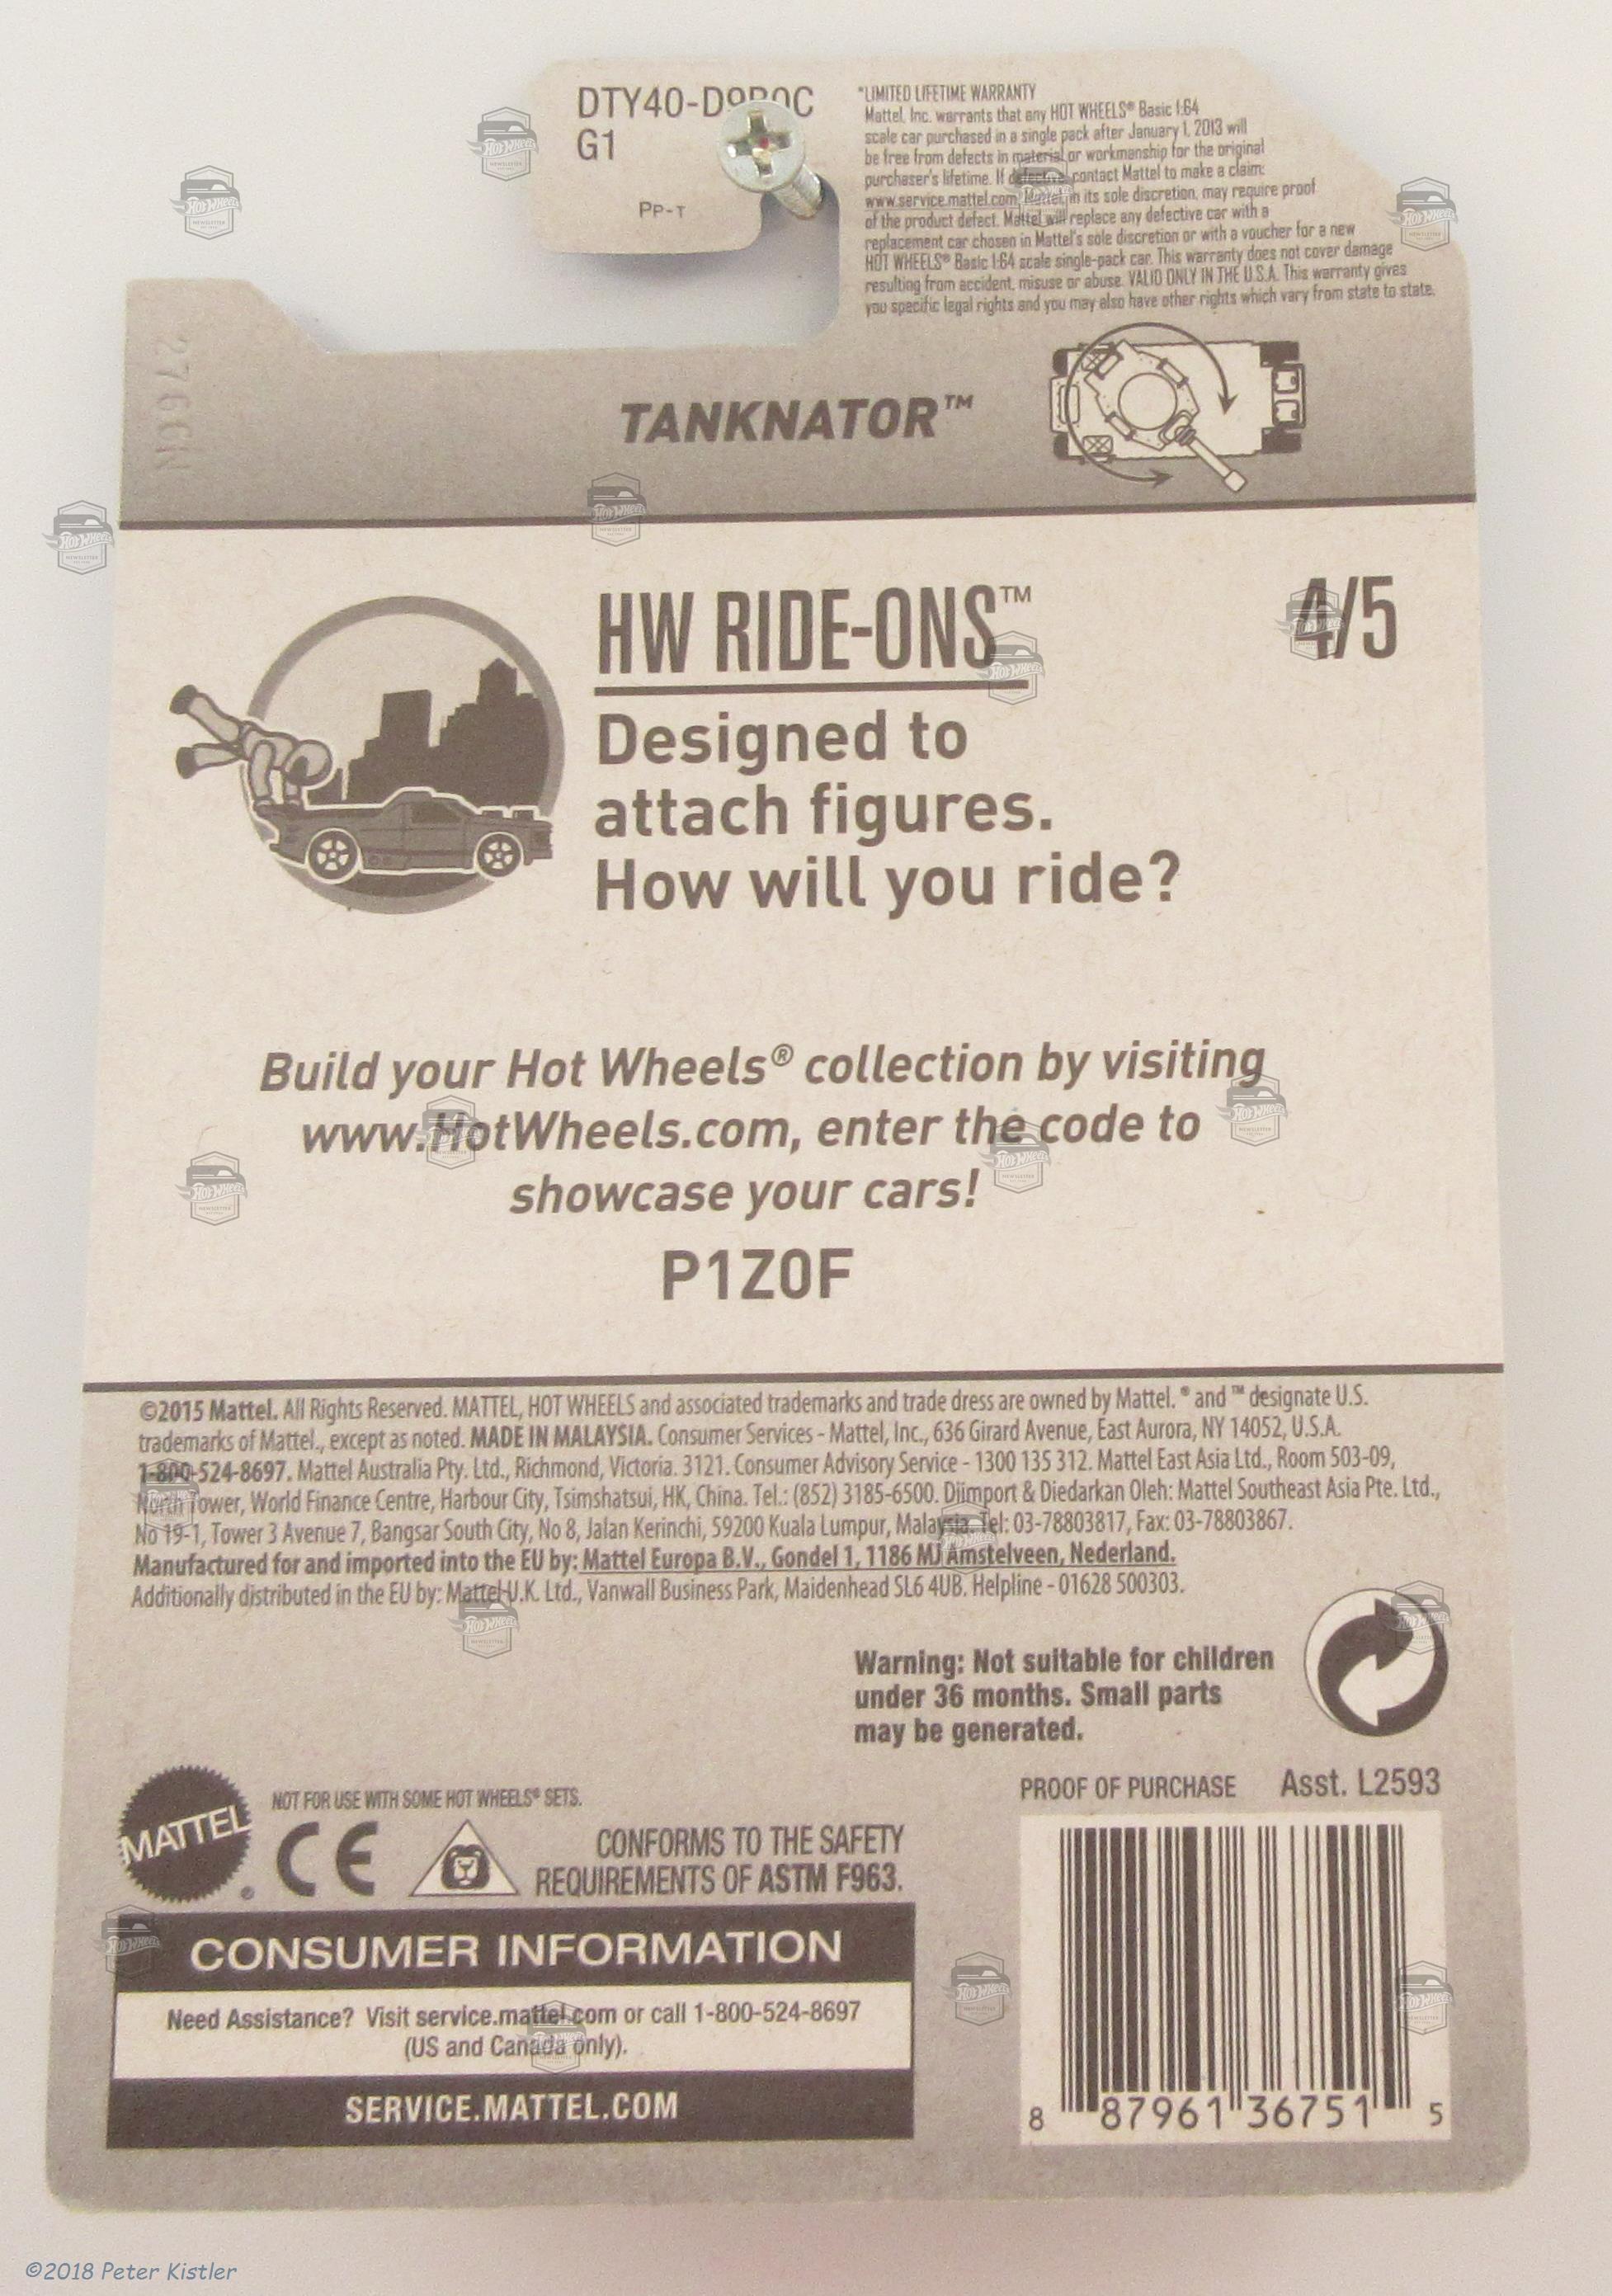 DTY40-D9B0C
G1
PP-T
*LIMITED LIFETIME WARRANTY
Mattel, Inc. warrants that any HOT WHEELS® Basic 1:64
scale car purchased in a single pack after January 1, 2013 will
be free from defects in material or workmanship for the original
purchaser's lifetime. If defective, contact Mattel to make a claim:
www.service.mattel.com. Mattel, in its sole discretion, may require proof
of the product defect. Mattel will replace any defective car with a
replacement car chosen in Mattel's sole discretion or with a voucher for a new
HOT WHEELS® Basic 1:64 scale single-pack car. This warranty does not cover damage
resulting from accident, misuse or abuse. VALID ONLY IN THE U.S.A. This warranty gives
you specific legal rights and you may also have other rights which vary from state to state.
TANKNATOR™
HW RIDE-ONS™
4/5
Designed to
attach figures.
How will you ride?
Build your Hot Wheels® collection by visiting
www.HotWheels.com, enter the code to
showcase your cars!
P1Z0F
©2015 Mattel. All Rights Reserved. MATTEL, HOT WHEELS and associated trademarks and trade dress are owned by Mattel. ® and ™ designate U.S.
trademarks of Mattel., except as noted. MADE IN MALAYSIA. Consumer Services - Mattel, Inc., 636 Girard Avenue, East Aurora, NY 14052, U.S.A.
1-800-524-8697. Mattel Australia Pty. Ltd., Richmond, Victoria. 3121. Consumer Advisory Service - 1300 135 312. Mattel East Asia Ltd., Room 503-09,
North Tower, World Finance Centre, Harbour City, Tsimshatsui, HK, China. Tel.: (852) 3185-6500. Diimport & Diedarkan Oleh: Mattel Southeast Asia Pte. Ltd.,
No 19-1, Tower 3 Avenue 7, Bangsar South City, No 8, Jalan Kerinchi, 59200 Kuala Lumpur, Malaysia. Tel: 03-78803817, Fax: 03-78803867.
Manufactured for and imported into the EU by: Mattel Europa B.V., Gondel 1, 1186 MJ Amstelveen, Nederland.
Additionally distributed in the EU by: Mattel U.K. Ltd., Vanwall Business Park, Maidenhead SL6 4UB. Helpline - 01628 500303.
Warning: Not suitable for children
under 36 months. Small parts
may be generated.
PROOF OF PURCHASE Asst. L2593
MATTEL
®
NOT FOR USE WITH SOME HOT WHEELS® SETS.
CE
CONFORMS TO THE SAFETY
REQUIREMENTS OF ASTM F963.
CONSUMER INFORMATION
Need Assistance? Visit service.mattel.com or call 1-800-524-8697
(US and Canada only).
SERVICE.MATTEL.COM
8 87961 36751 5
©2018 Peter Kistler